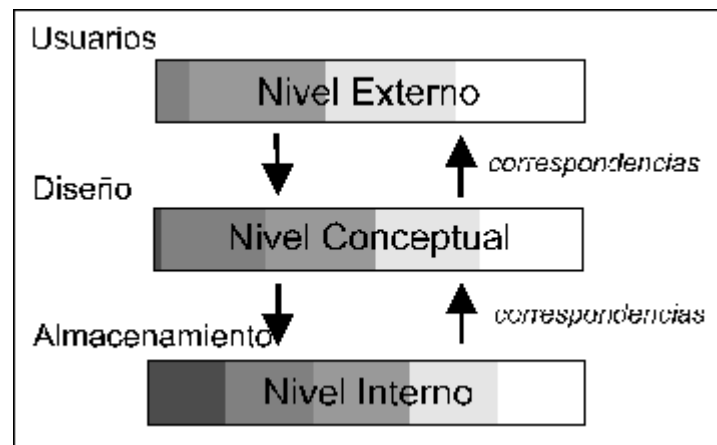 Usuarios
Nivel Externo
correspondencias
Diseño
Nivel Conceptual
correspondencias
Almacenamiento
Nivel Interno